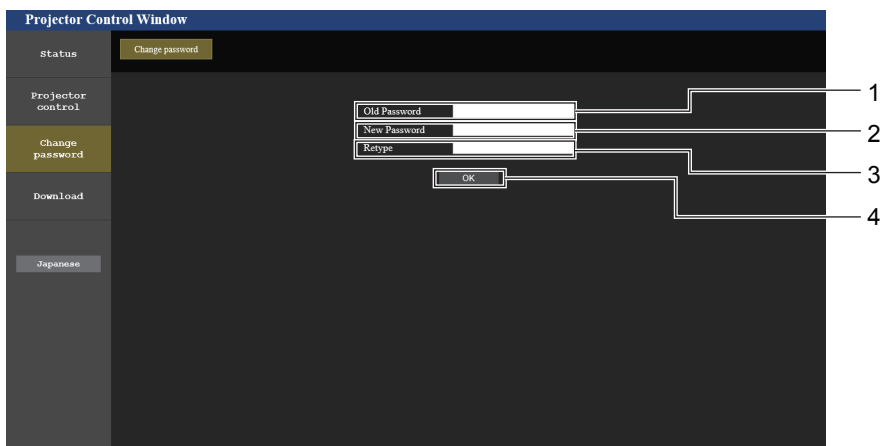 Projector Control Window
Status
Change password
Projector
control
Change
password
Download
Japanese
Old Password
New Password
Retype
OK
1
2
3
4